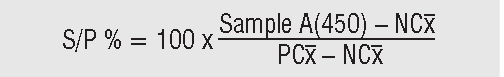 S/P % = 100 x Sample A(450) – NCx̅
PCx̅ – NCx̅